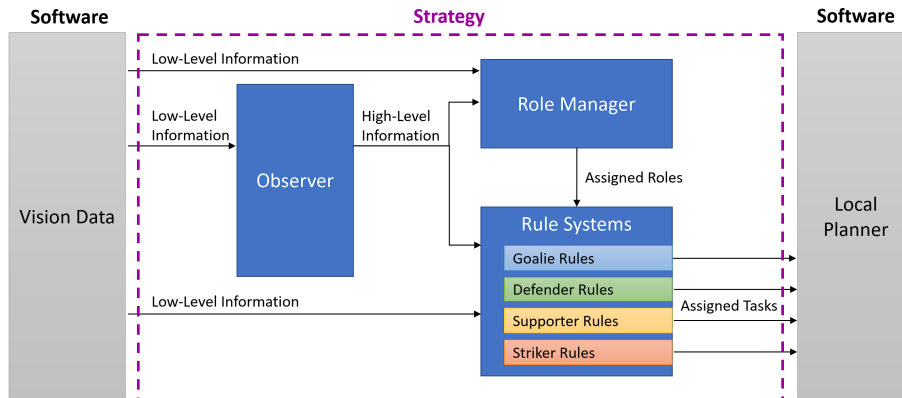 Software
Strategy
Software
Low-Level Information
Low-Level
Information
High-Level
Information
Role Manager
Observer
Assigned Roles
Vision Data
Rule Systems
Local
Planner
Goalie Rules
Defender Rules
Low-Level Information
Assigned Tasks
Supporter Rules
Striker Rules